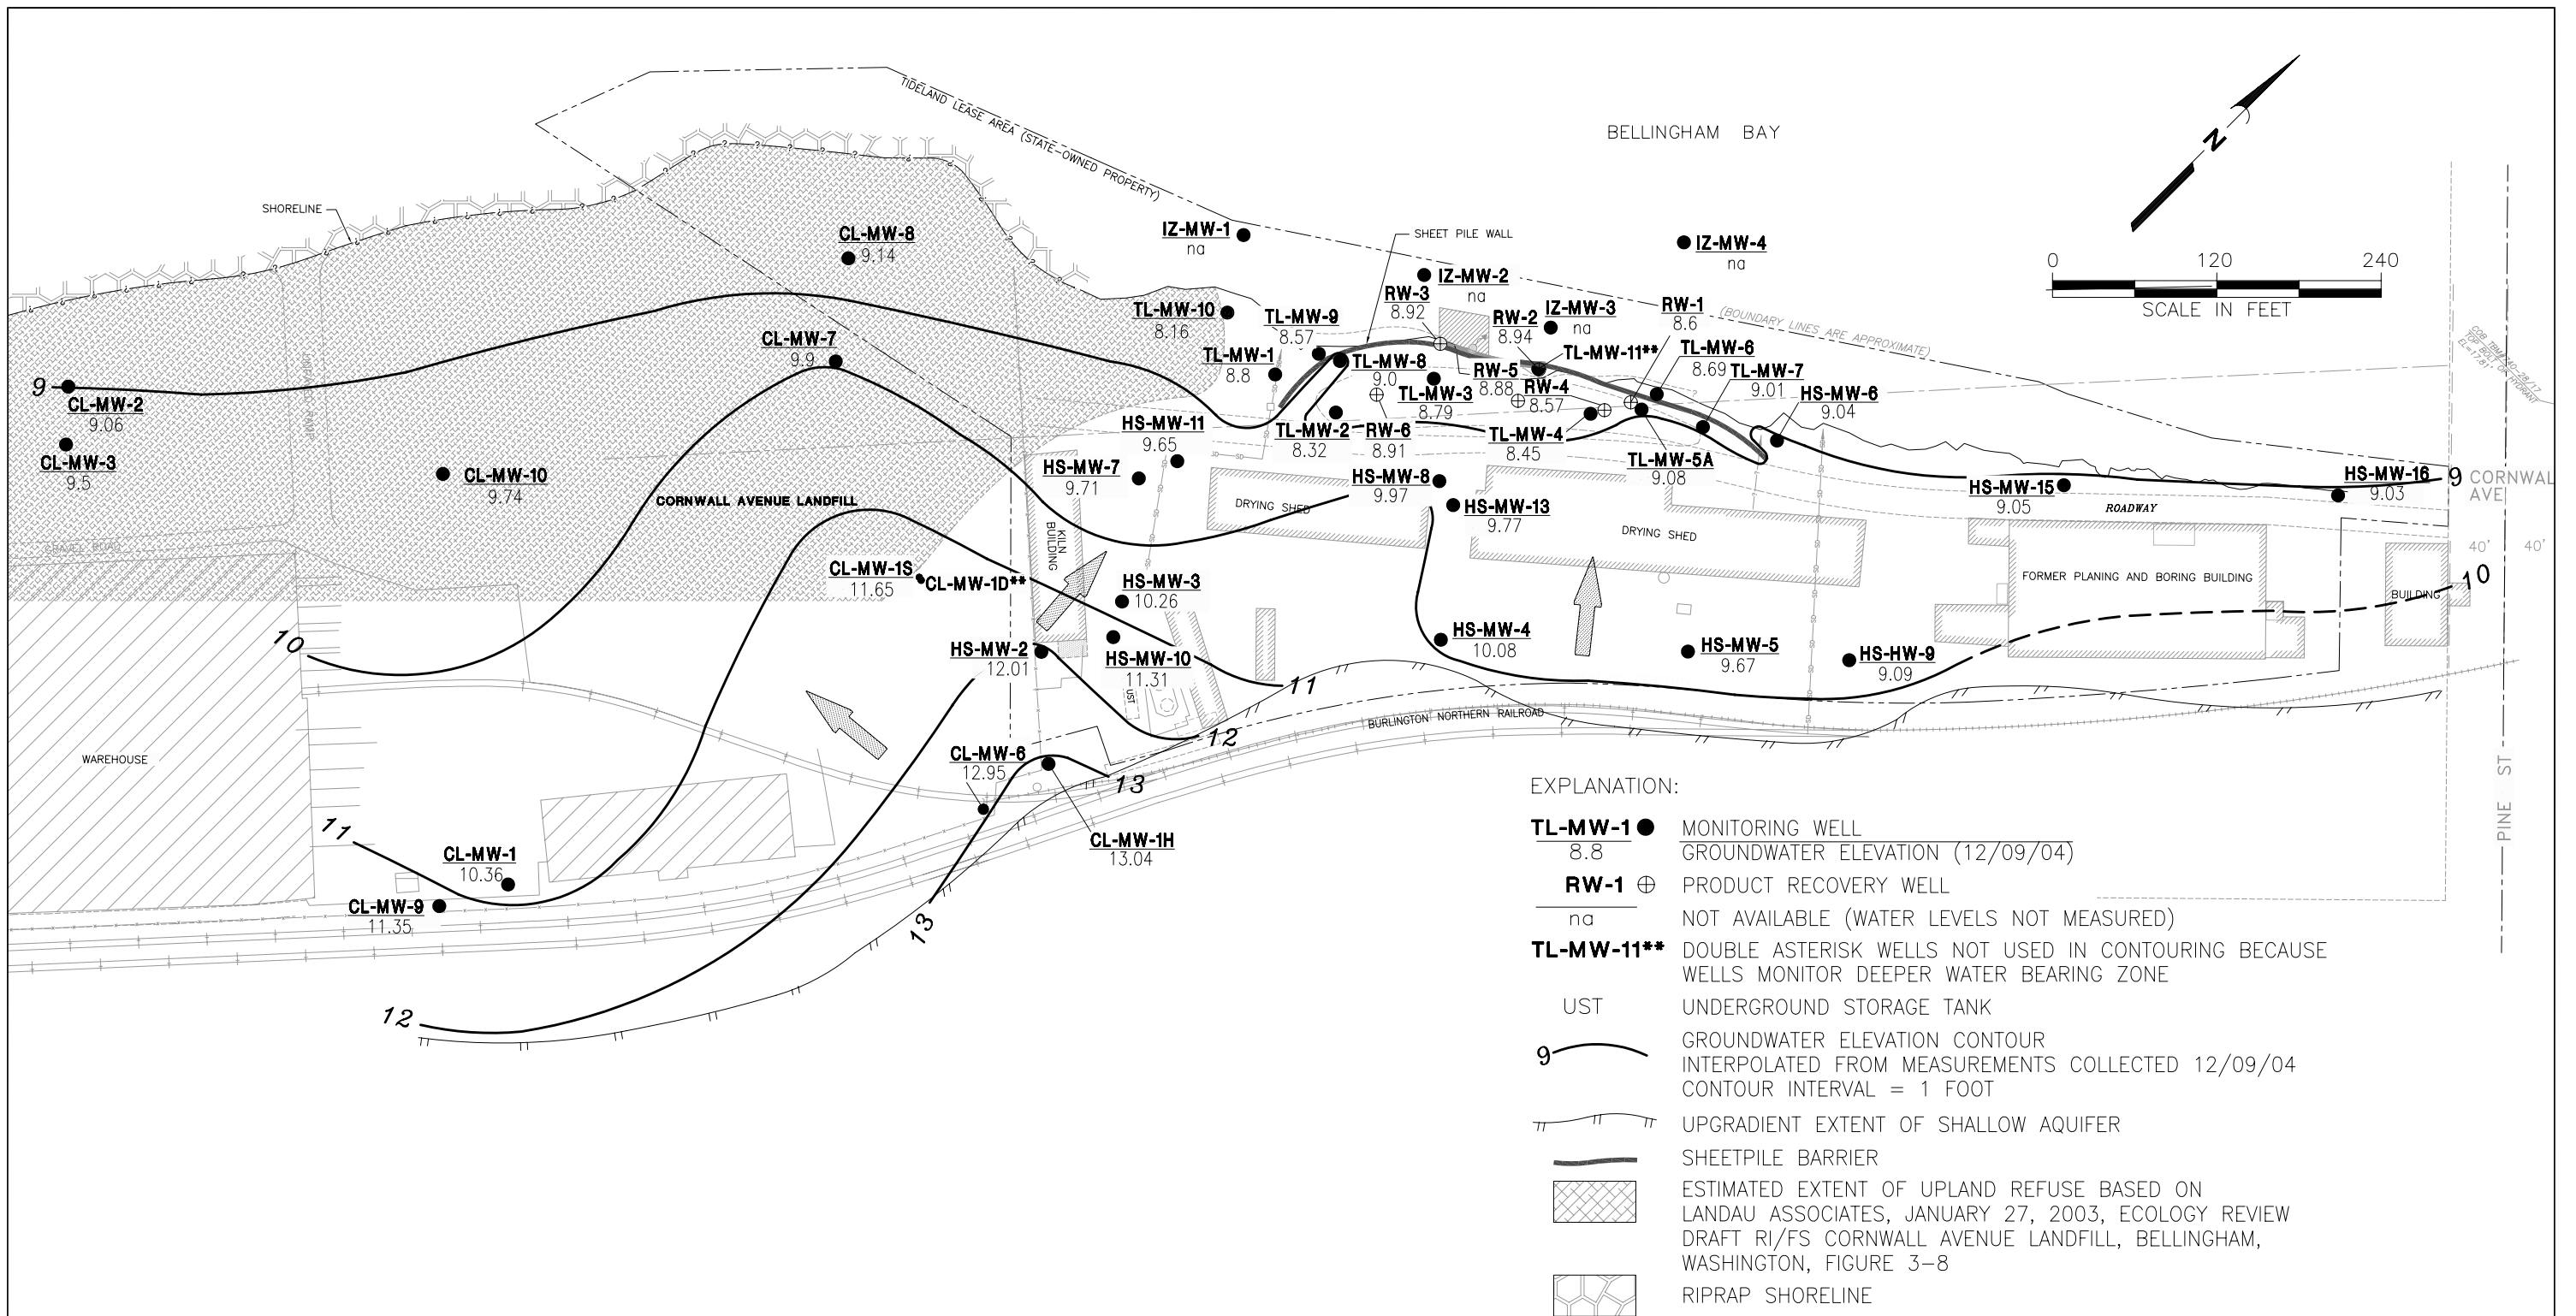 BELLINGHAM BAY
TIDELAND LEASE AREA (STATE-OWNED PROPERTY)
N
0 120 240
SCALE IN FEET
SHORELINE
CL-MW-8
9.14
IZ-MW-1
na
SHEET PILE WALL
IZ-MW-4
na
IZ-MW-2
na
RW-3
8.92
IZ-MW-3
na
RW-1
8.6
(BOUNDARY LINES ARE APPROXIMATE)
TL-MW-10
8.16
TL-MW-9
8.57
RW-2
8.94
TL-MW-11**
TL-MW-6
8.69
CL-MW-7
9.9
TL-MW-1
8.8
TL-MW-8
9.0
RW-5
8.88
TL-MW-7
9.01
TL-MW-3
8.79
RW-4
8.57
HS-MW-6
9.04
9
CL-MW-2
9.06
HS-MW-11
9.65
TL-MW-2
8.32
RW-6
8.91
TL-MW-4
8.45
TL-MW-5A
9.08
CL-MW-3
9.5
CL-MW-10
9.74
HS-MW-7
9.71
HS-MW-8
9.97
HS-MW-15
9.05
HS-MW-16
9.03
9
CORNWAL
AVE
CORNWALL AVENUE LANDFILL
DRYING SHED
HS-MW-13
9.77
ROADWAY
DRYING SHED
KILN
BUILDING
GRAVEL ROAD
40' 40'
CL-MW-1S
11.65
CL-MW-1D**
HS-MW-3
10.26
FORMER PLANING AND BORING BUILDING
BUILDING
10
10
HS-MW-2
12.01
HS-MW-10
11.31
HS-MW-4
10.08
HS-MW-5
9.67
HS-HW-9
9.09
11
UST
BURLINGTON NORTHERN RAILROAD
12
WAREHOUSE
CL-MW-6
12.95
13
PINE ST
11
CL-MW-1H
13.04
CL-MW-1
10.36
CL-MW-9
11.35
13
12
EXPLANATION:
TL-MW-1 MONITORING WELL
8.8 GROUNDWATER ELEVATION (12/09/04)
RW-1 PRODUCT RECOVERY WELL
na NOT AVAILABLE (WATER LEVELS NOT MEASURED)
TL-MW-11** DOUBLE ASTERISK WELLS NOT USED IN CONTOURING BECAUSE
WELLS MONITOR DEEPER WATER BEARING ZONE
UST UNDERGROUND STORAGE TANK
9 GROUNDWATER ELEVATION CONTOUR
INTERPOLATED FROM MEASUREMENTS COLLECTED 12/09/04
CONTOUR INTERVAL = 1 FOOT
UPGRADIENT EXTENT OF SHALLOW AQUIFER
SHEETPILE BARRIER
ESTIMATED EXTENT OF UPLAND REFUSE BASED ON
LANDAU ASSOCIATES, JANUARY 27, 2003, ECOLOGY REVIEW
DRAFT RI/FS CORNWALL AVENUE LANDFILL, BELLINGHAM,
WASHINGTON, FIGURE 3-8
RIPRAP SHORELINE